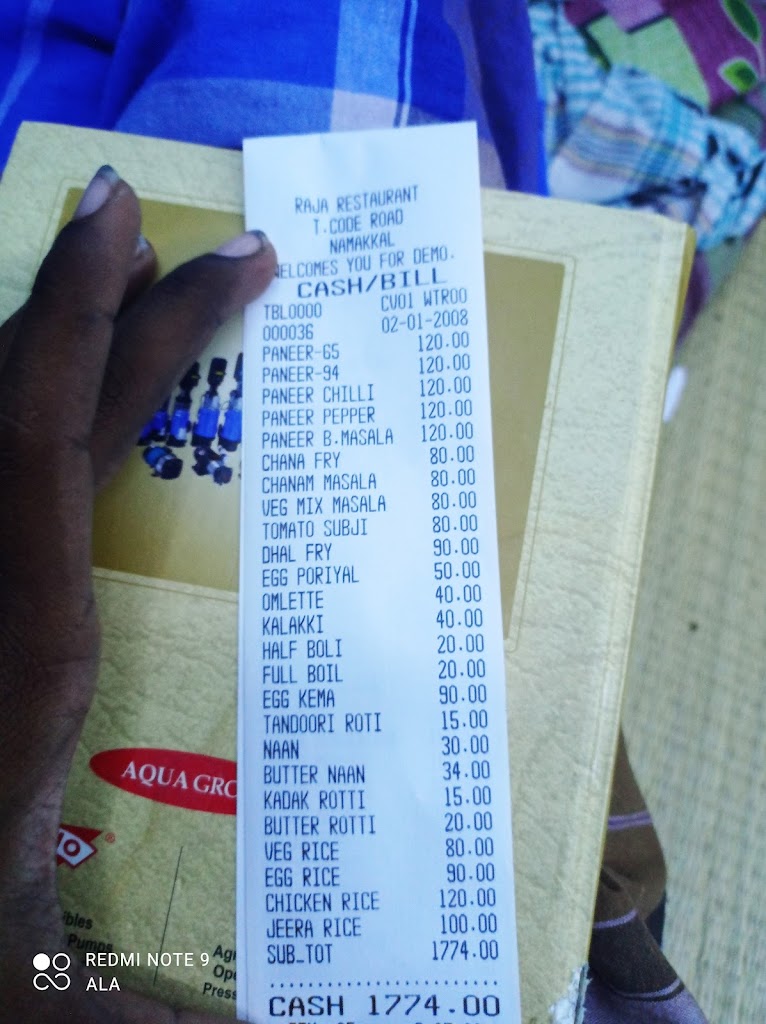 RAJA RESTAURANT
T.CODE ROAD
NAMAKKAL
WELCOMES YOU FOR DEMO.
CASH/BILL
TBL0000 CV01 WTR00
000036 02-01-2008
PANEER-65 120.00
PANEER-94 120.00
PANEER CHILLI 120.00
PANEER PEPPER 120.00
PANEER B.MASALA 120.00
CHANA FRY 80.00
CHANAM MASALA 80.00
VEG MIX MASALA 80.00
TOMATO SUBJI 80.00
DHAL FRY 90.00
EGG PORIYAL 50.00
OMLETTE 40.00
KALAKKI 40.00
HALF BOLI 20.00
FULL BOIL 20.00
EGG KEMA 90.00
TANDOORI ROTI 15.00
NAAN 30.00
BUTTER NAAN 34.00
KADAK ROTTI 15.00
BUTTER ROTTI 20.00
VEG RICE 80.00
EGG RICE 90.00
CHICKEN RICE 120.00
JEERA RICE 100.00
SUB_TOT 1774.00
CASH 1774.00
AQUA GRO
Pumps
Agri
Press
REDMI NOTE 9
ALA